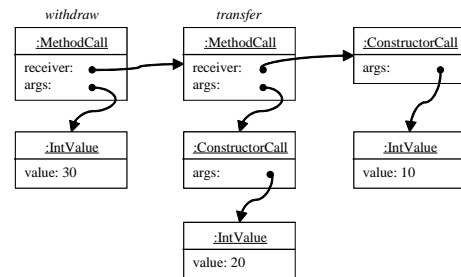 withdraw
transfer
:MethodCall
receiver:
args:
:MethodCall
receiver:
args:
:ConstructorCall
args:
:IntValue
value: 30
:ConstructorCall
args:
:IntValue
value: 10
:IntValue
value: 20